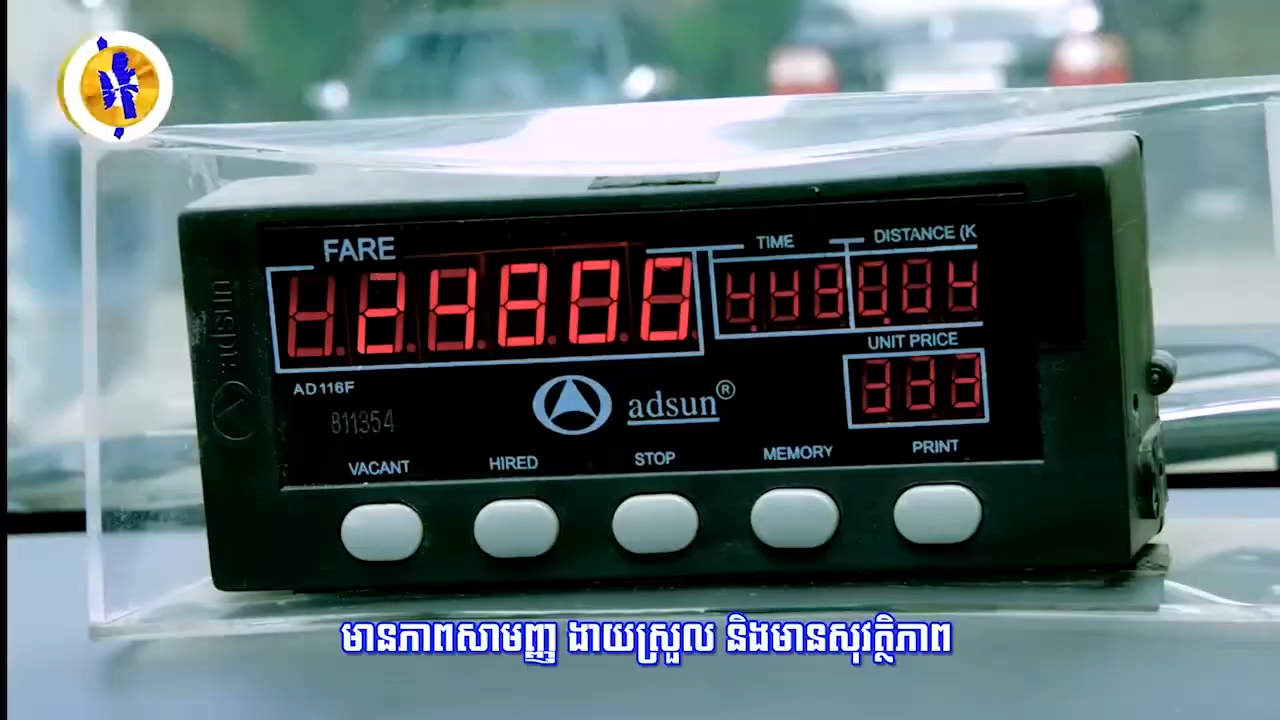 FARE
TIME
DISTANCE (K
UNIT PRICE
adsun
AD116F
811354
adsun®
VACANT
HIRED
STOP
MEMORY
PRINT
មានភាពសាមញ្ញ ងាយស្រួល និងមានសុវត្ថិភាព